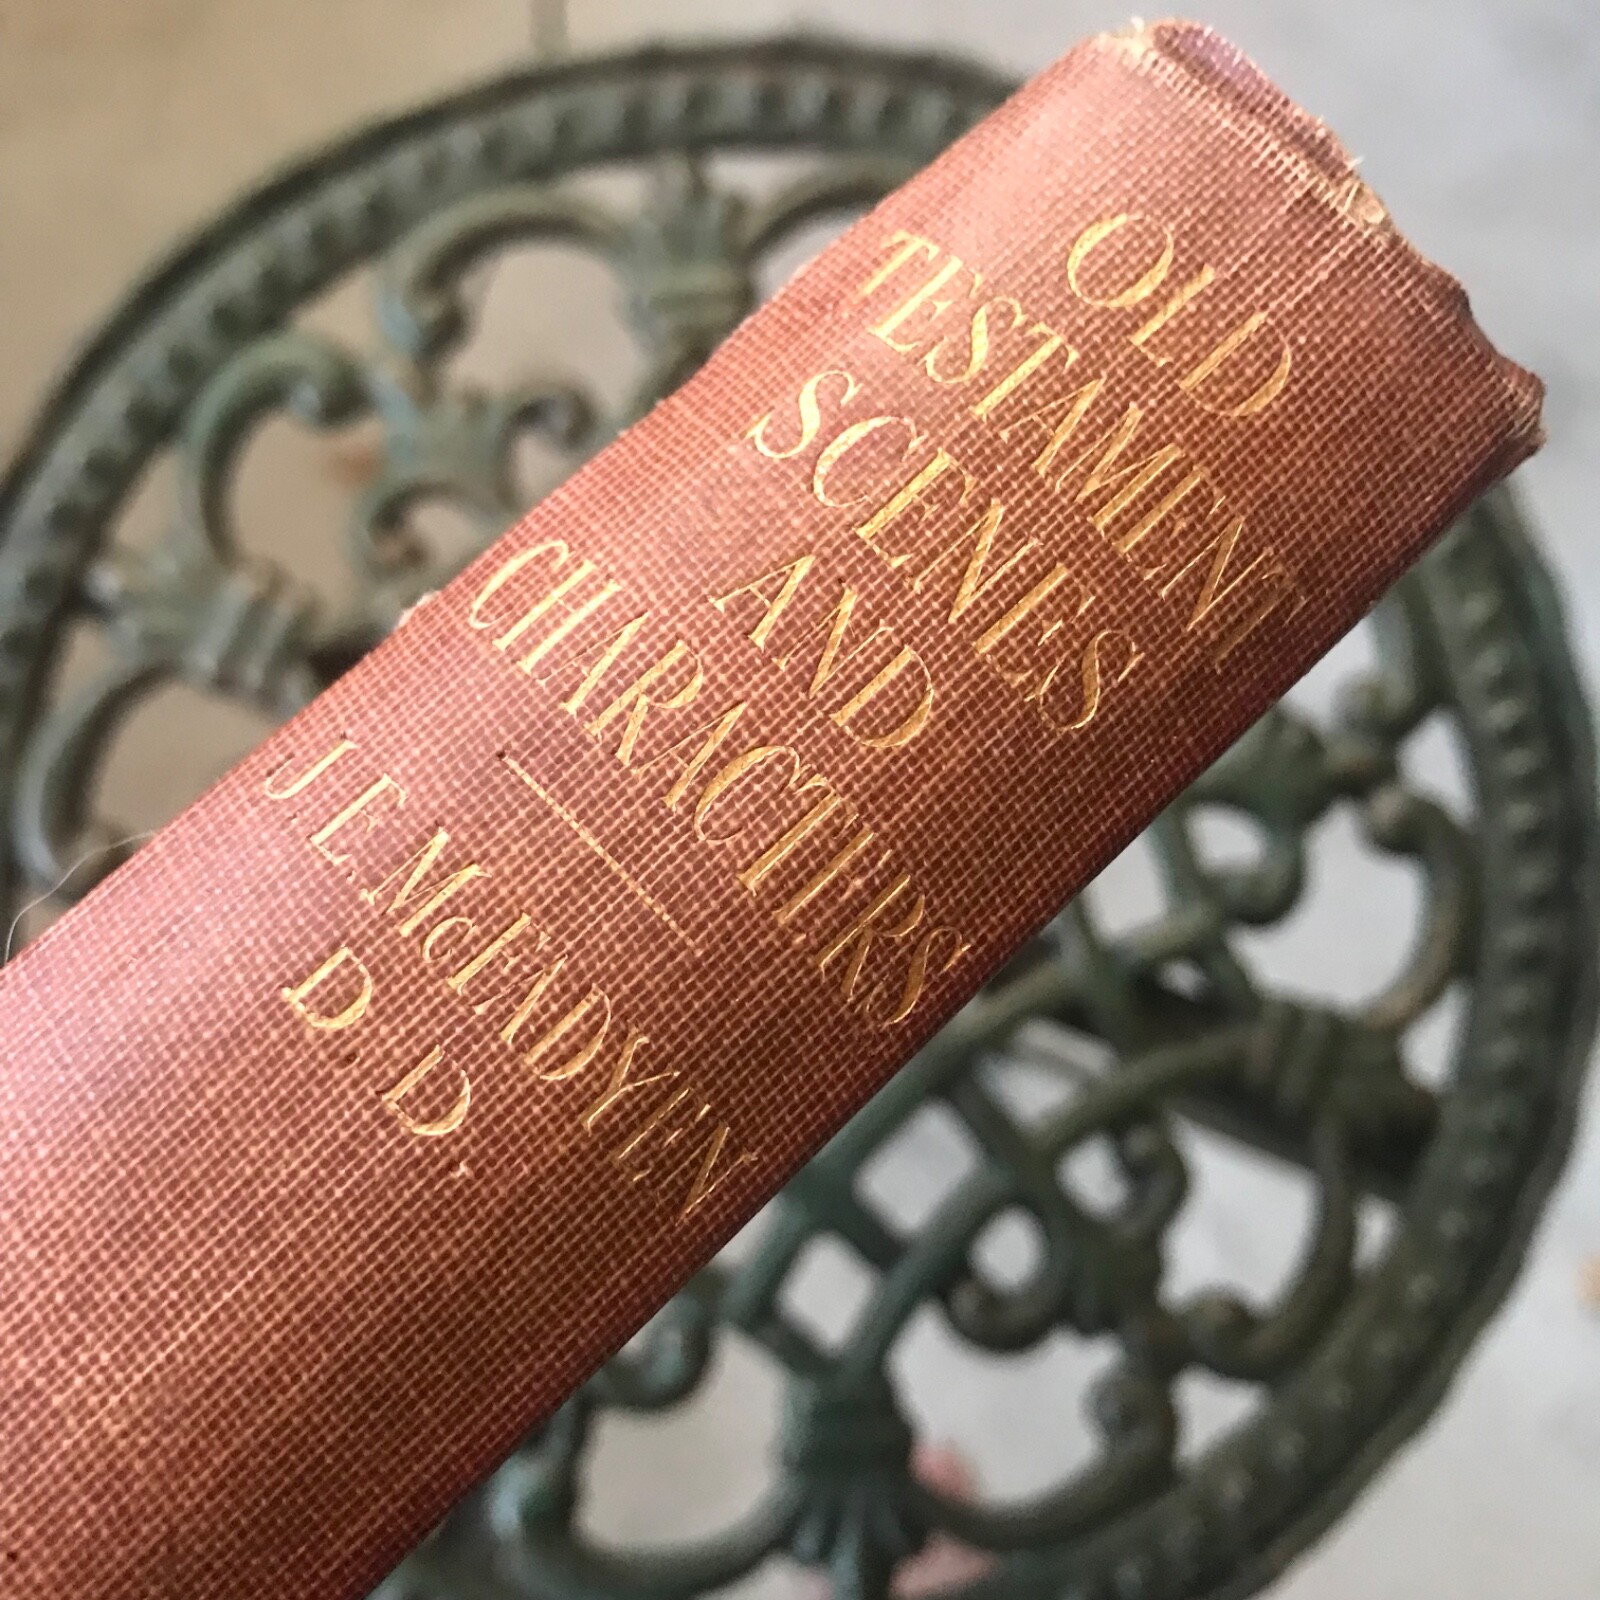 OLD
TESTAMENT
SCENES
AND
CHARACTERS
J. E. McFADYEN
D. D.